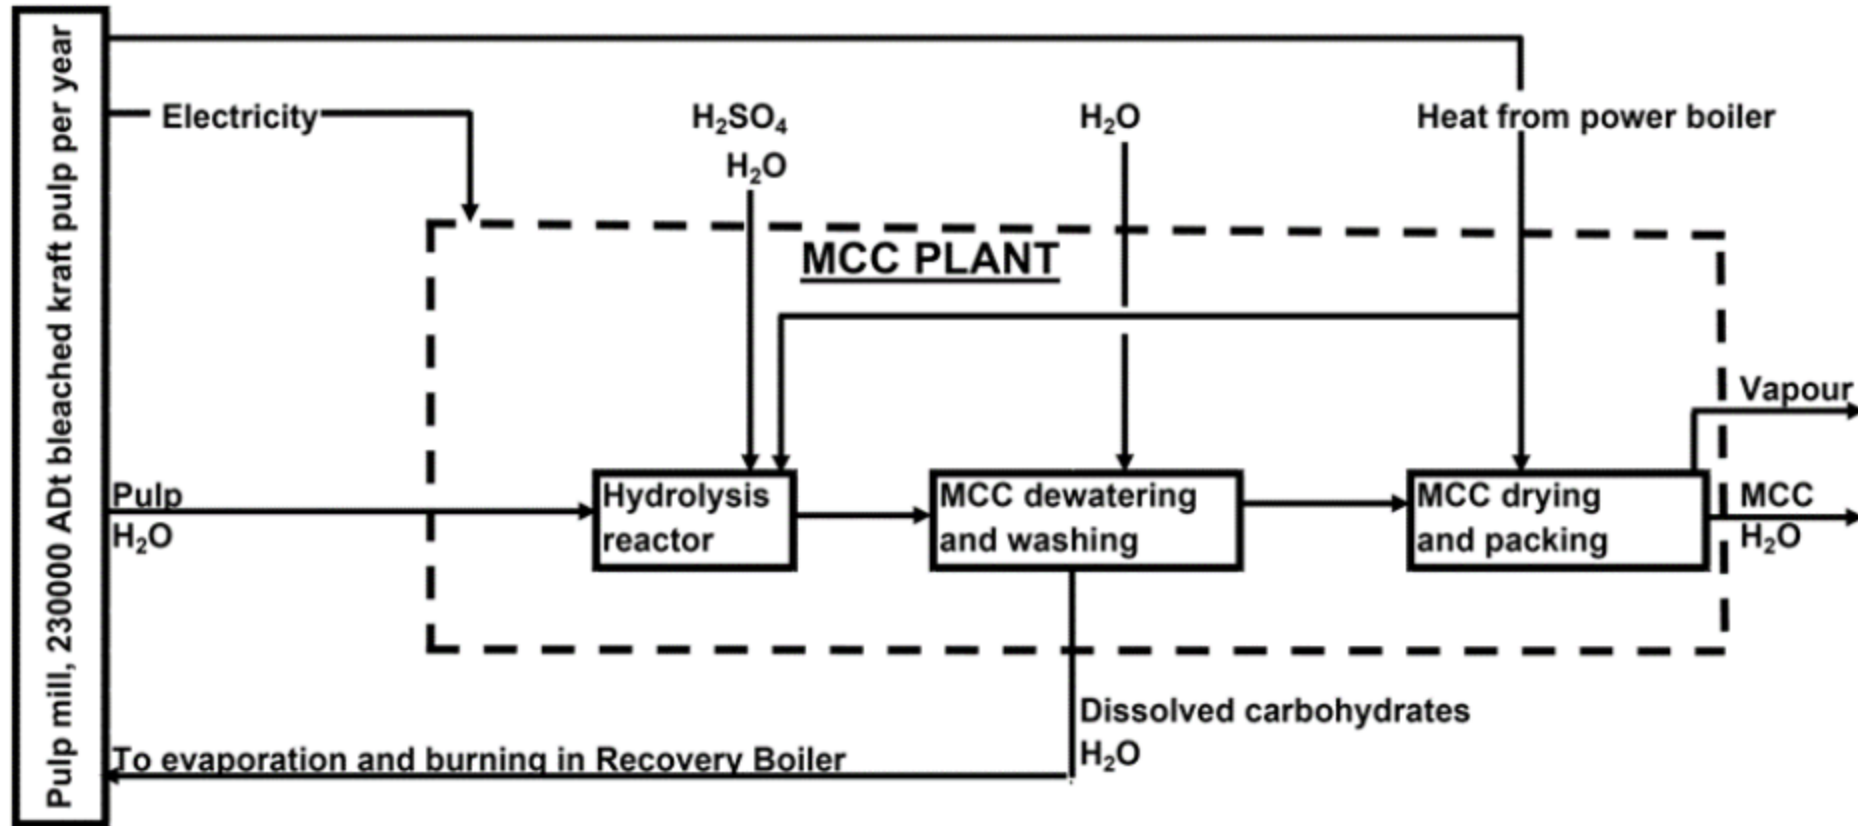 Pulp mill, 230000 ADt bleached kraft pulp per year
Electricity
H₂SO₄
H₂O
H₂O
Heat from power boiler
MCC PLANT
Vapour
Pulp
H₂O
Hydrolysis
reactor
MCC dewatering
and washing
MCC drying
and packing
MCC
H₂O
Dissolved carbohydrates
H₂O
To evaporation and burning in Recovery Boiler